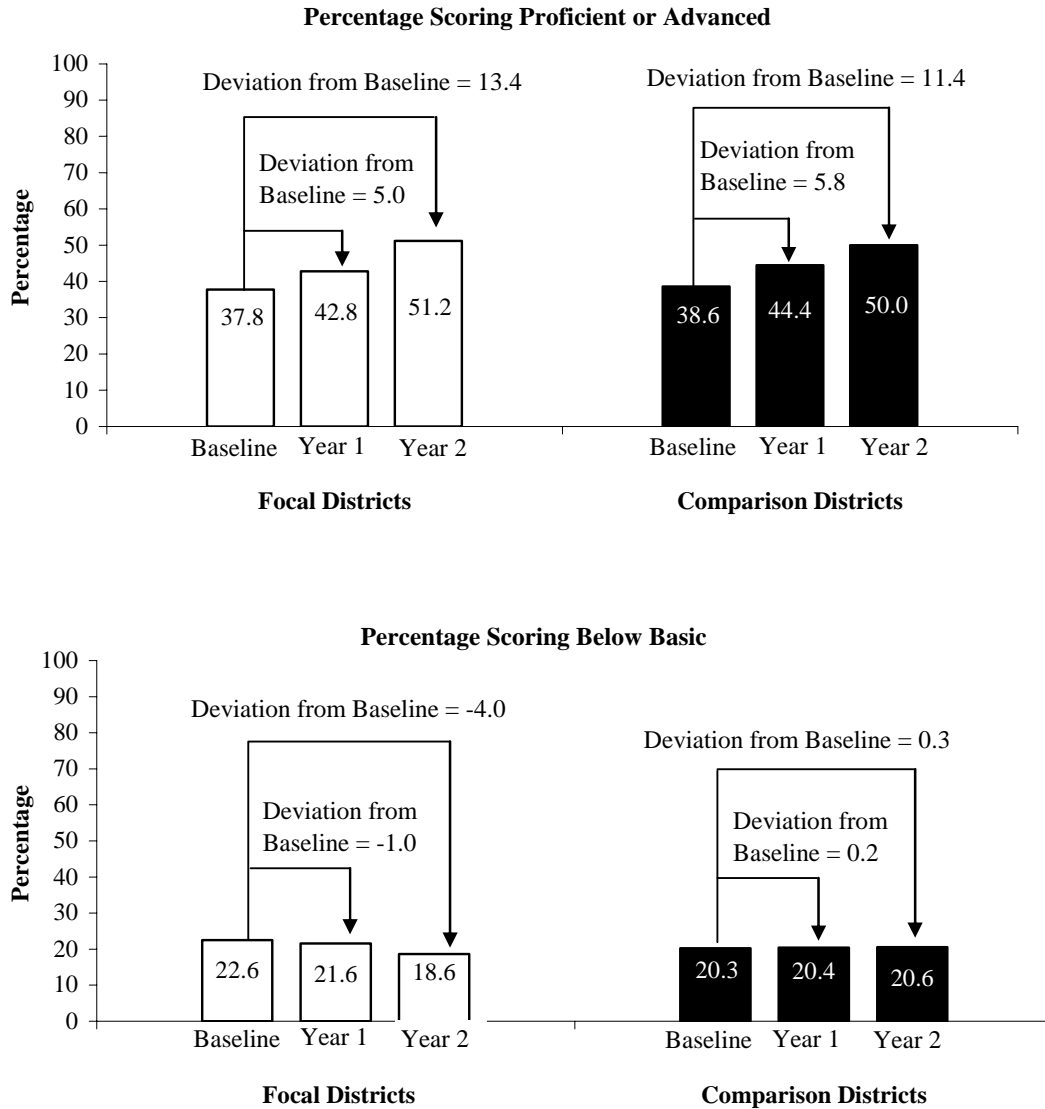 Percentage Scoring Proficient or Advanced
Percentage
100
90
80
70
60
50
40
30
20
10
0
Deviation from Baseline = 13.4
Deviation from
Baseline = 5.0
37.8
42.8
51.2
Baseline
Year 1
Year 2
Focal Districts
Deviation from Baseline = 11.4
Deviation from
Baseline = 5.8
38.6
44.4
50.0
Baseline
Year 1
Year 2
Comparison Districts
Percentage Scoring Below Basic
Percentage
100
90
80
70
60
50
40
30
20
10
0
Deviation from Baseline = -4.0
Deviation from
Baseline = -1.0
22.6
21.6
18.6
Baseline
Year 1
Year 2
Focal Districts
Deviation from Baseline = 0.3
Deviation from
Baseline = 0.2
20.3
20.4
20.6
Baseline
Year 1
Year 2
Comparison Districts